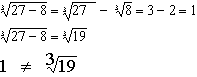 ∛(27 − 8) = ∛27 − ∛8 = 3 − 2 = 1
∛(27 − 8) = ∛19
1 ≠ ∛19